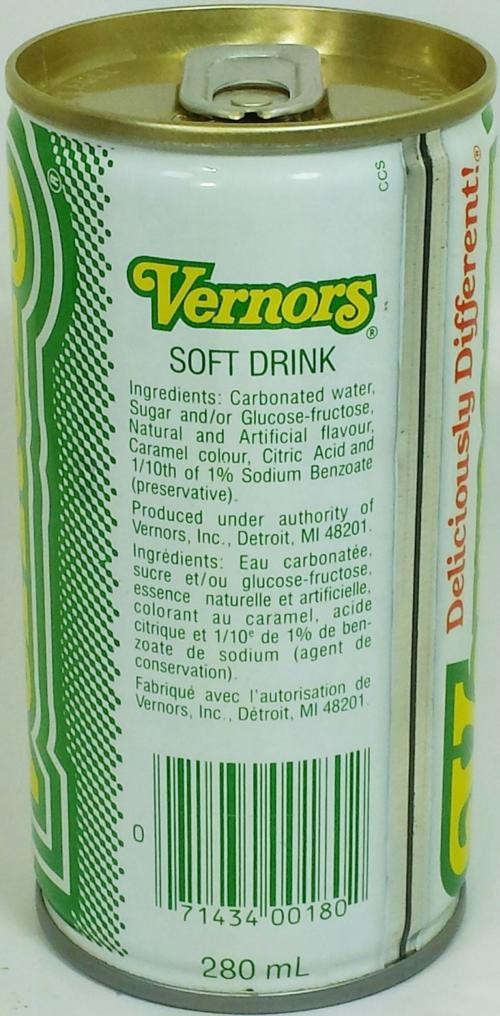 ccs
Vernors®
SOFT DRINK
Ingredients: Carbonated water,
Sugar and/or Glucose-fructose,
Natural and Artificial flavour,
Caramel colour, Citric Acid and
1/10th of 1% Sodium Benzoate
(preservative).
Produced under authority of
Vernors, Inc., Detroit, MI 48201.
Ingrédients: Eau carbonatée,
sucre et/ou glucose-fructose,
essence naturelle et artificielle,
colorant au caramel, acide
citrique et 1/10e de 1% de ben-
zoate de sodium (agent de
conservation).
Fabriqué avec l'autorisation de
Vernors, Inc., Détroit, MI 48201.
0 71434 00180
280 mL
Deliciously Different!®